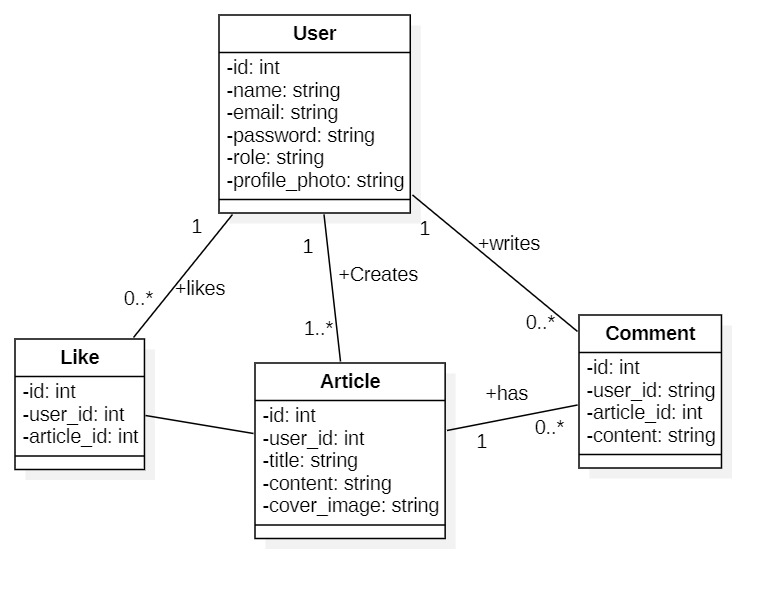 User
-id: int
-name: string
-email: string
-password: string
-role: string
-profile_photo: string
1
1
1
+writes
+Creates
+likes
0..*
1..*
0..*
Like
-id: int
-user_id: int
-article_id: int
Article
-id: int
-user_id: int
-title: string
-content: string
-cover_image: string
+has
1
0..*
Comment
-id: int
-user_id: string
-article_id: int
-content: string